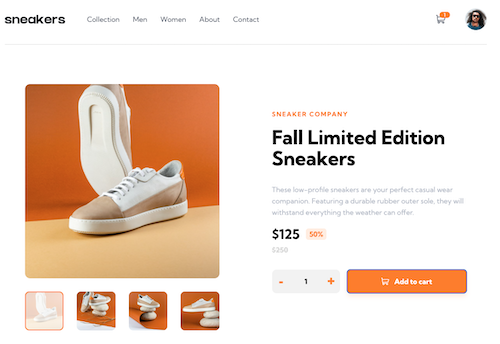 sneakers Collection Men Women About Contact 1
SNEAKER COMPANY
Fall Limited Edition
Sneakers
These low-profile sneakers are your perfect casual wear
companion. Featuring a durable rubber outer sole, they will
withstand everything the weather can offer.
$125 50%
$250
- 1 + Add to cart